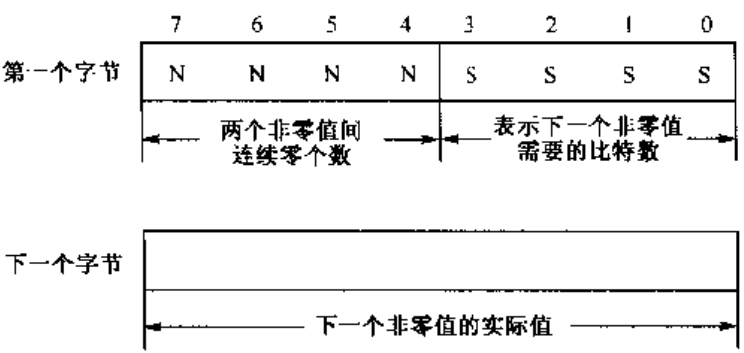 7 6 5 4 3 2 1 0
第一个字节 N N N N S S S S
两个非零值间 表示下一个非零值
连续零个数 需要的比特数
下一个字节
下一个非零值的实际值